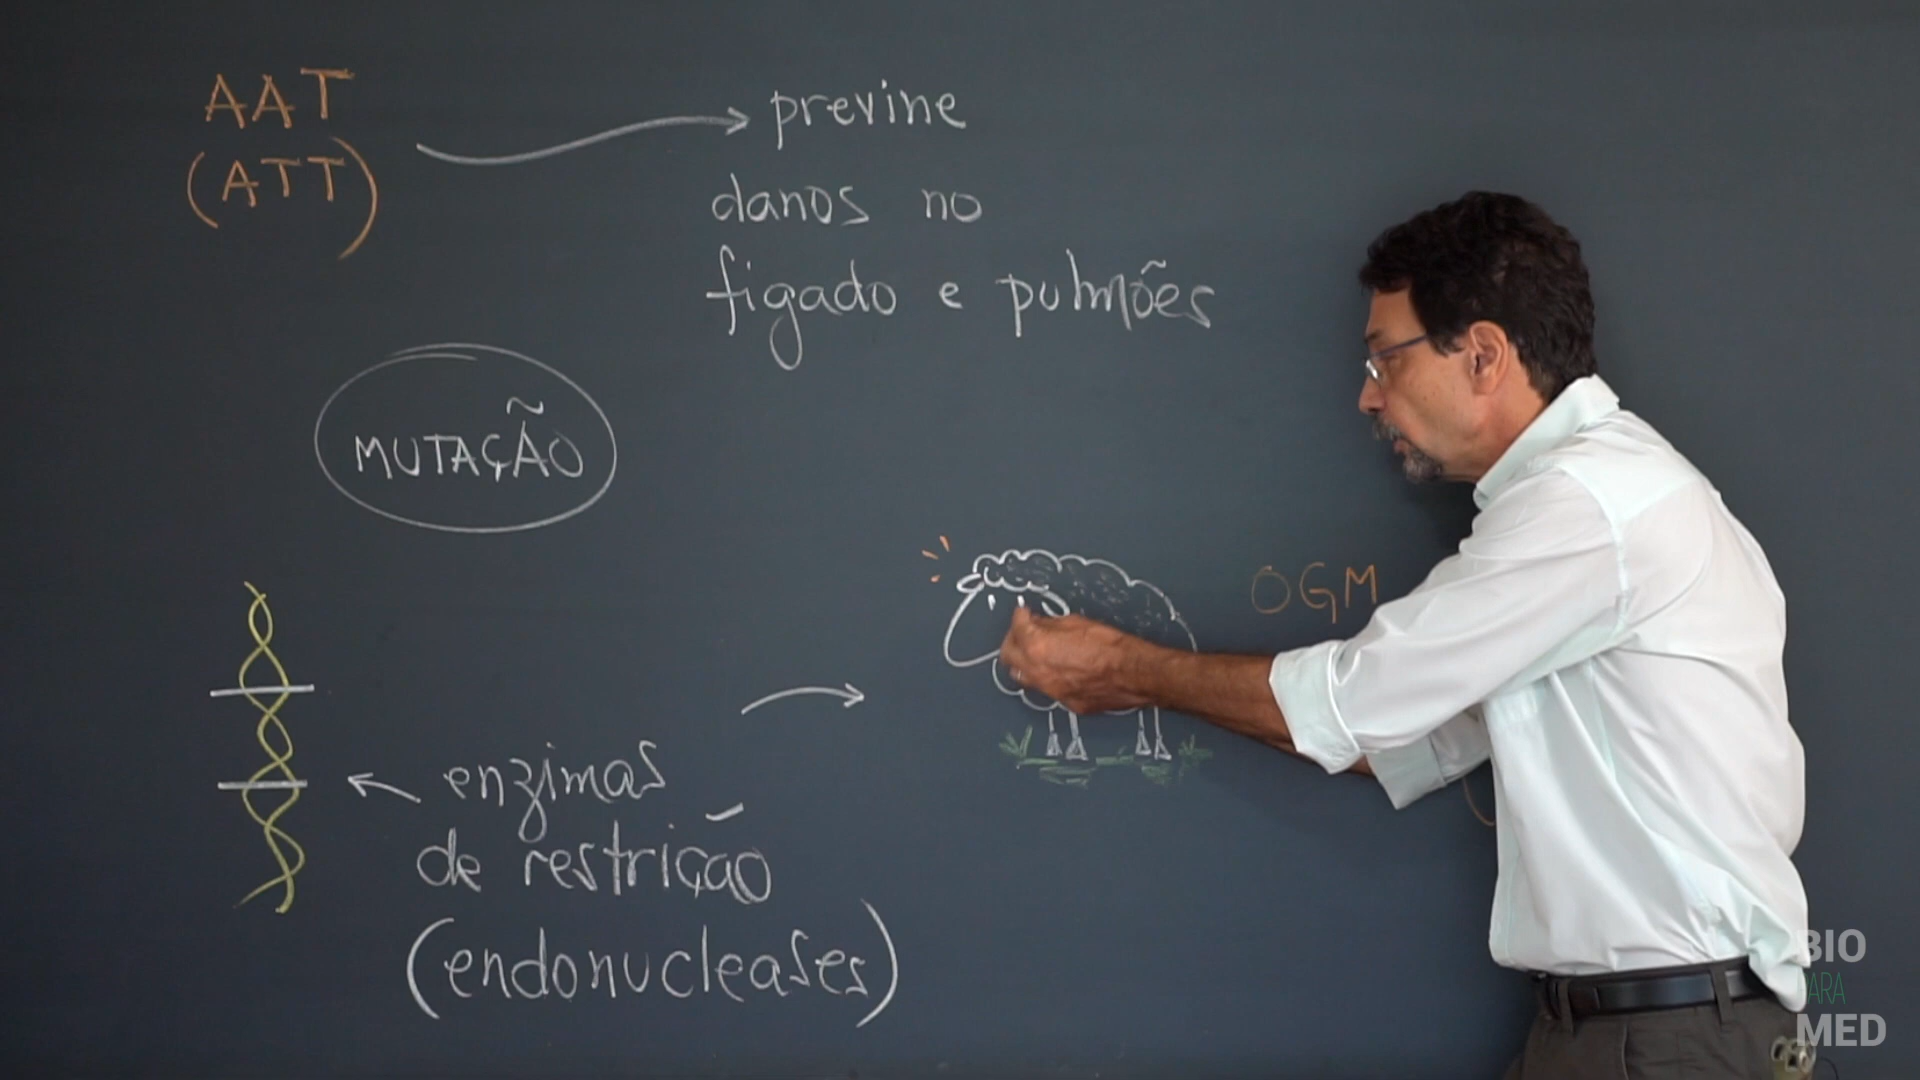 AAT
(ATT)
previne
danos no
figado e pulmões
MUTAÇÃO
OGM
enzimas
de restrição
(endonucleases)
BIO
PARA
MED